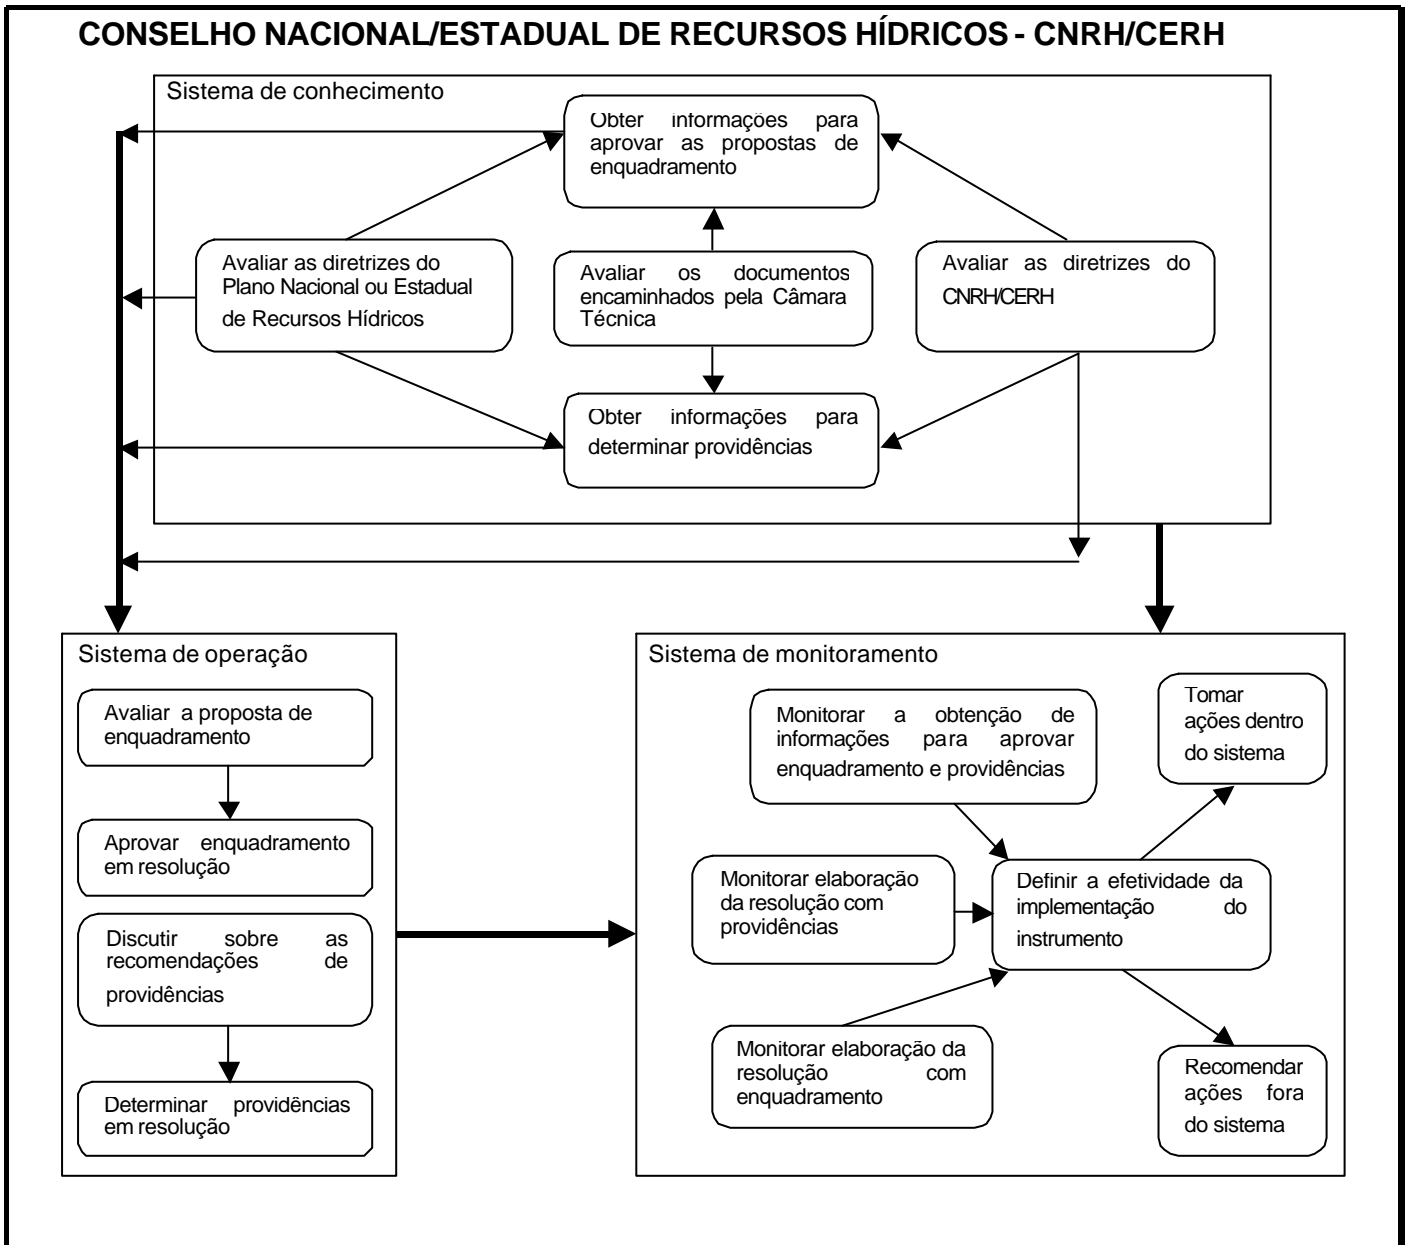 CONSELHO NACIONAL/ESTADUAL DE RECURSOS HÍDRICOS - CNRH/CERH
Sistema de conhecimento
Obter informações para
aprovar as propostas de
enquadramento
Avaliar as diretrizes do
Plano Nacional ou Estadual
de Recursos Hídricos
Avaliar os documentos
encaminhados pela Câmara
Técnica
Avaliar as diretrizes do
CNRH/CERH
Obter informações para
determinar providências
Sistema de operação
Avaliar a proposta de
enquadramento
Aprovar enquadramento
em resolução
Discutir sobre as
recomendações de
providências
Determinar providências
em resolução
Sistema de monitoramento
Monitorar a obtenção de
informações para aprovar
enquadramento e providências
Tomar
ações dentro
do sistema
Monitorar elaboração
da resolução com
providências
Definir a efetividade da
implementação do
instrumento
Monitorar elaboração da
resolução com
enquadramento
Recomendar
ações fora
do sistema